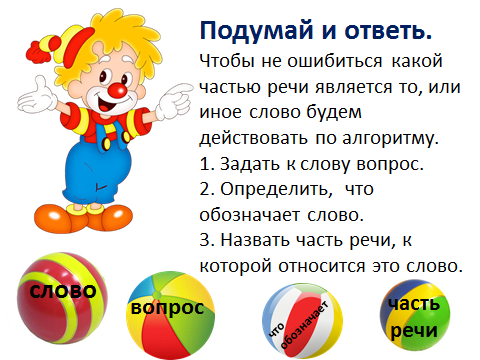 Подумай и ответь.
Чтобы не ошибиться какой
частью речи является то, или
иное слово будем
действовать по алгоритму.
1. Задать к слову вопрос.
2. Определить, что
обозначает слово.
3. Назвать часть речи, к
которой относится это слово.
слово
вопрос
что
обозначает
часть
речи